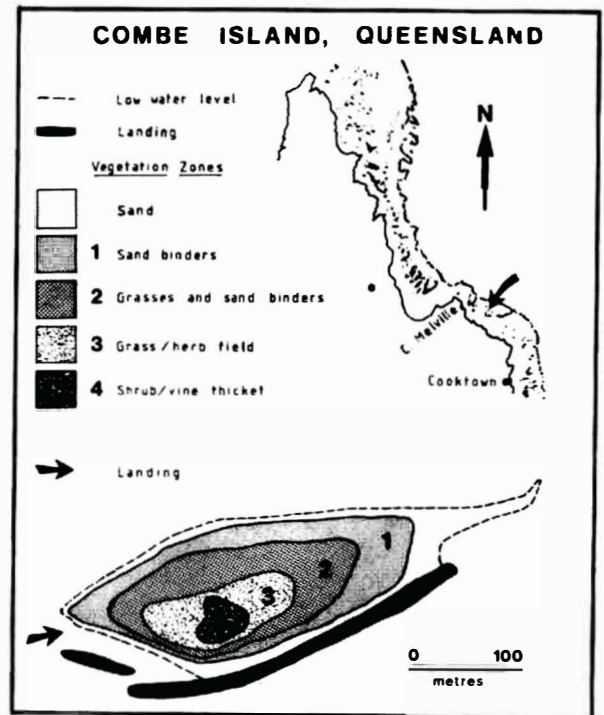 COMBE ISLAND, QUEENSLAND
Low water level
Landing
Vegetation Zones
Sand
1 Sand binders
2 Grasses and sand binders
3 Grass/herb field
4 Shrub/vine thicket
Landing
N
C. Melville
Cooktown
1
2
3
0 100
metres